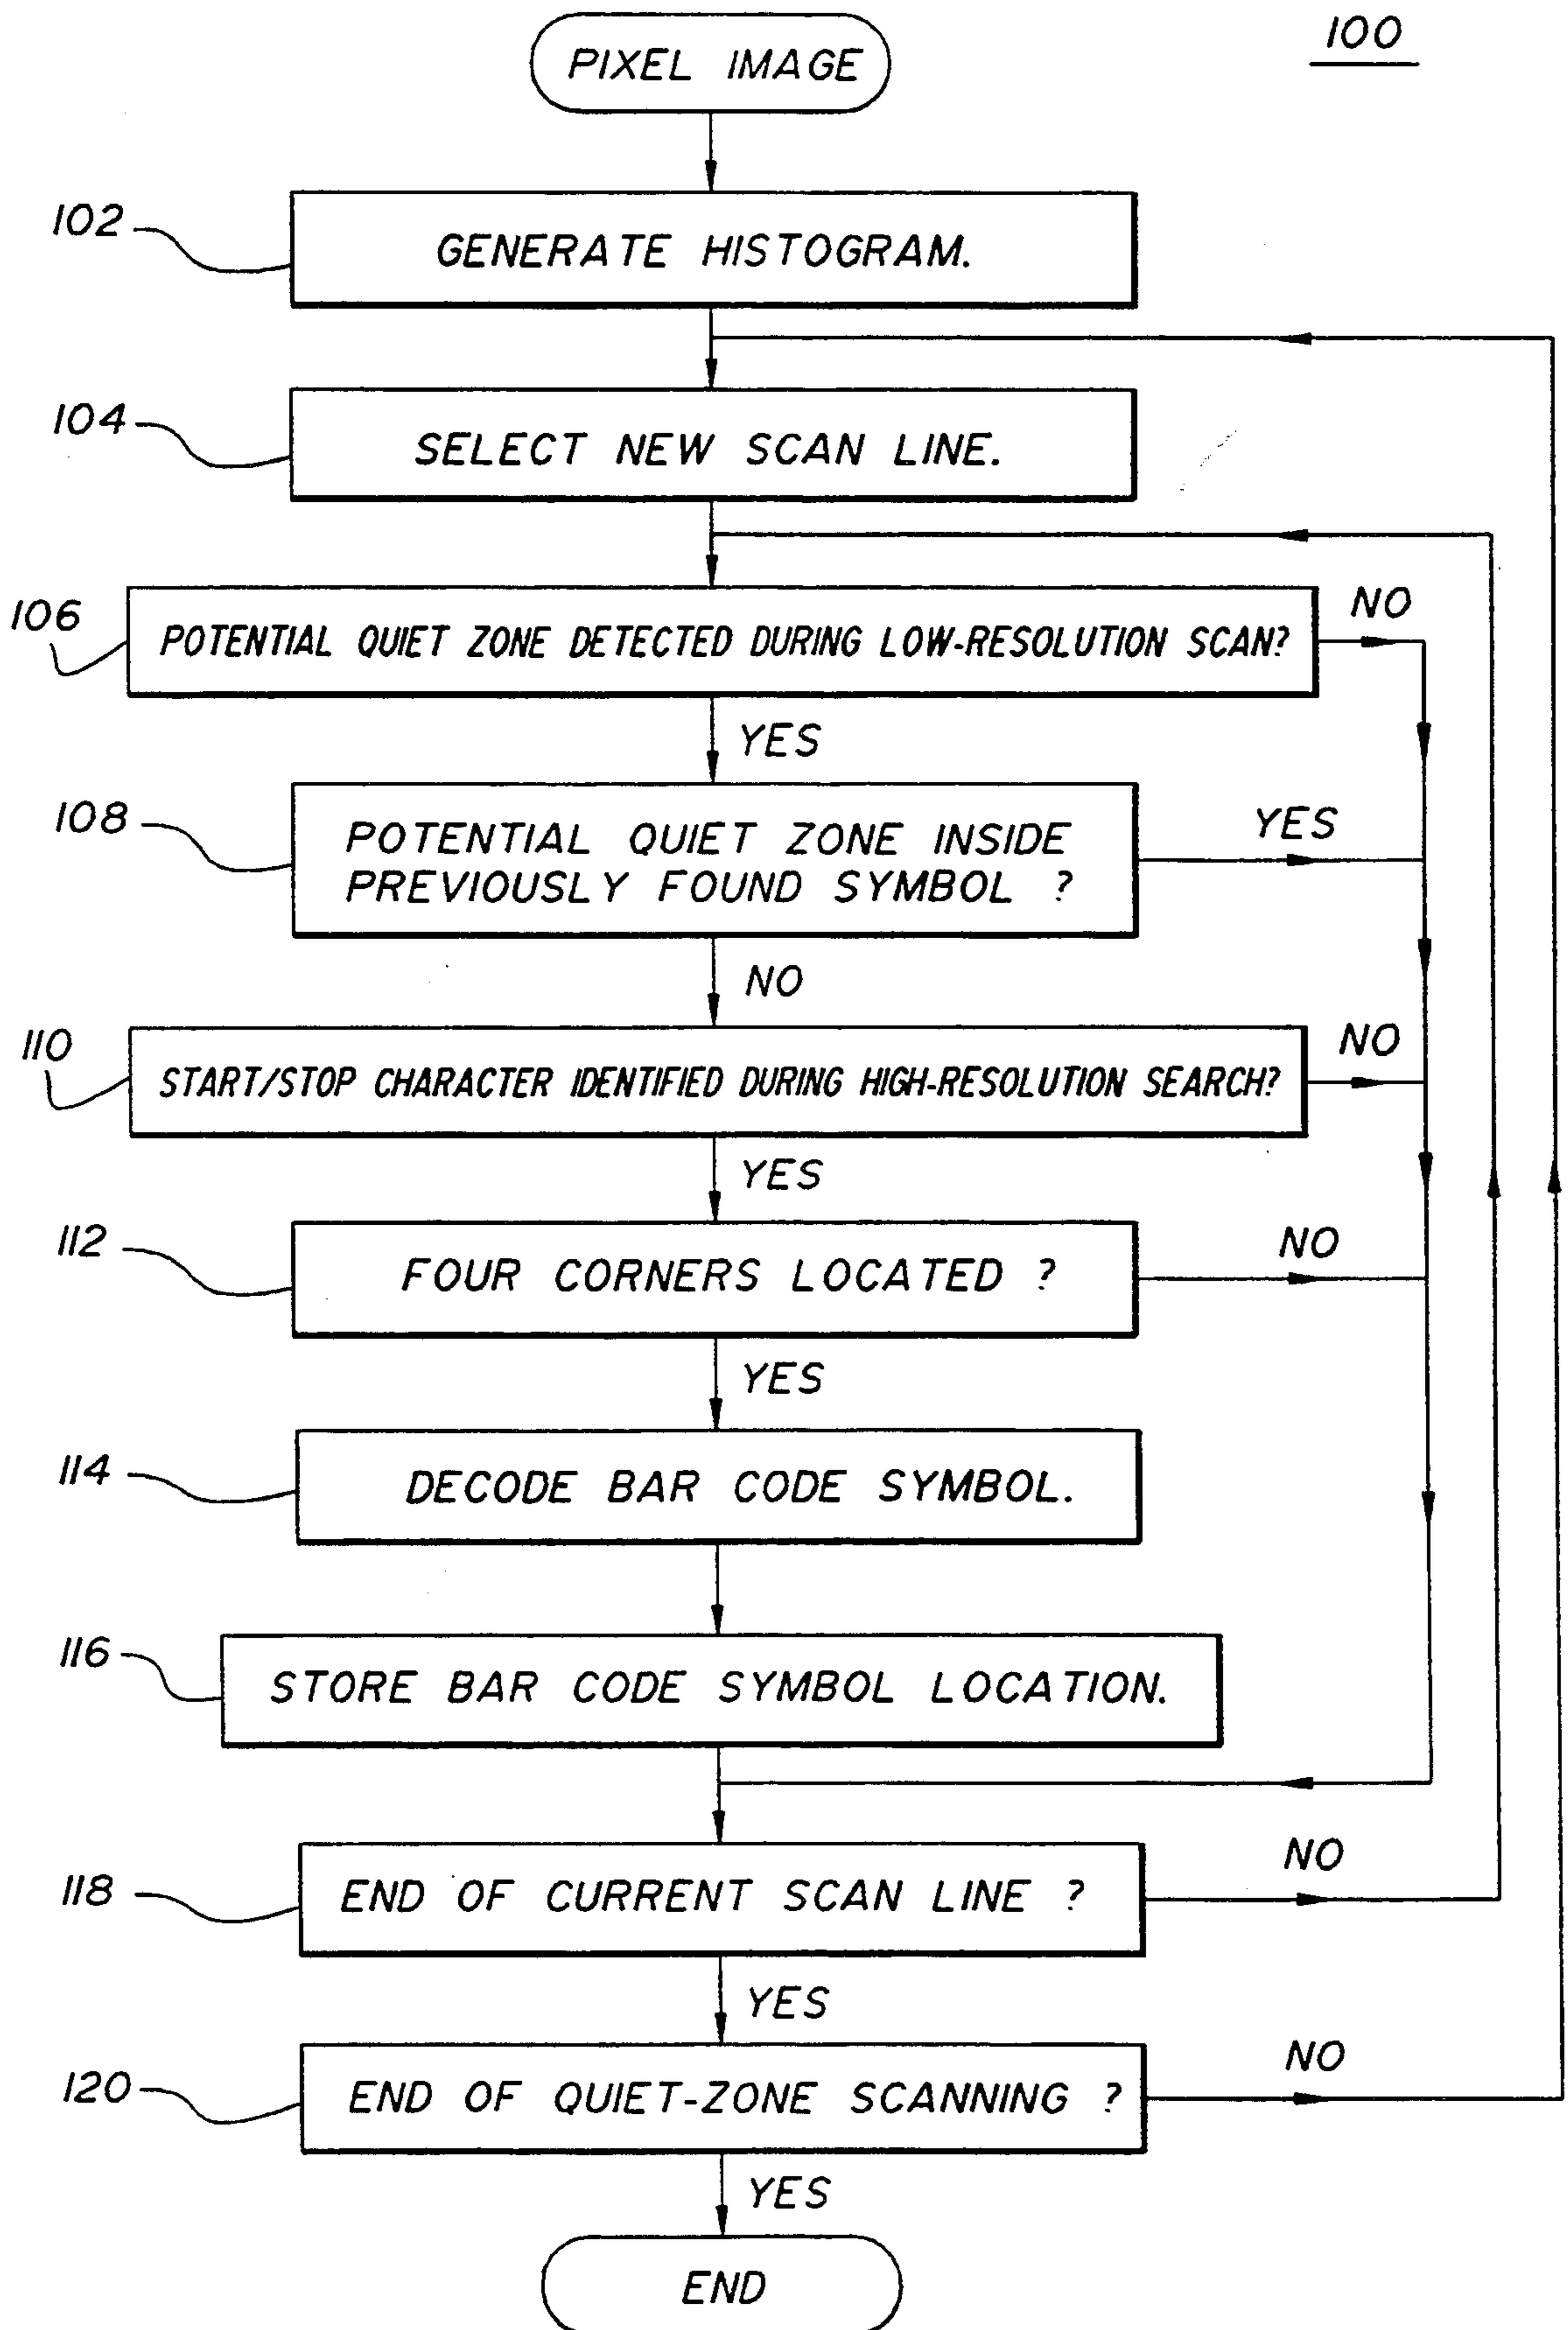 100
PIXEL IMAGE
102
GENERATE HISTOGRAM.
104
SELECT NEW SCAN LINE.
106
POTENTIAL QUIET ZONE DETECTED DURING LOW-RESOLUTION SCAN?
NO
YES
108
POTENTIAL QUIET ZONE INSIDE
PREVIOUSLY FOUND SYMBOL ?
YES
NO
110
START/STOP CHARACTER IDENTIFIED DURING HIGH-RESOLUTION SEARCH?
NO
YES
112
FOUR CORNERS LOCATED ?
NO
YES
114
DECODE BAR CODE SYMBOL.
116
STORE BAR CODE SYMBOL LOCATION.
118
END OF CURRENT SCAN LINE ?
NO
YES
120
END OF QUIET-ZONE SCANNING ?
NO
YES
END